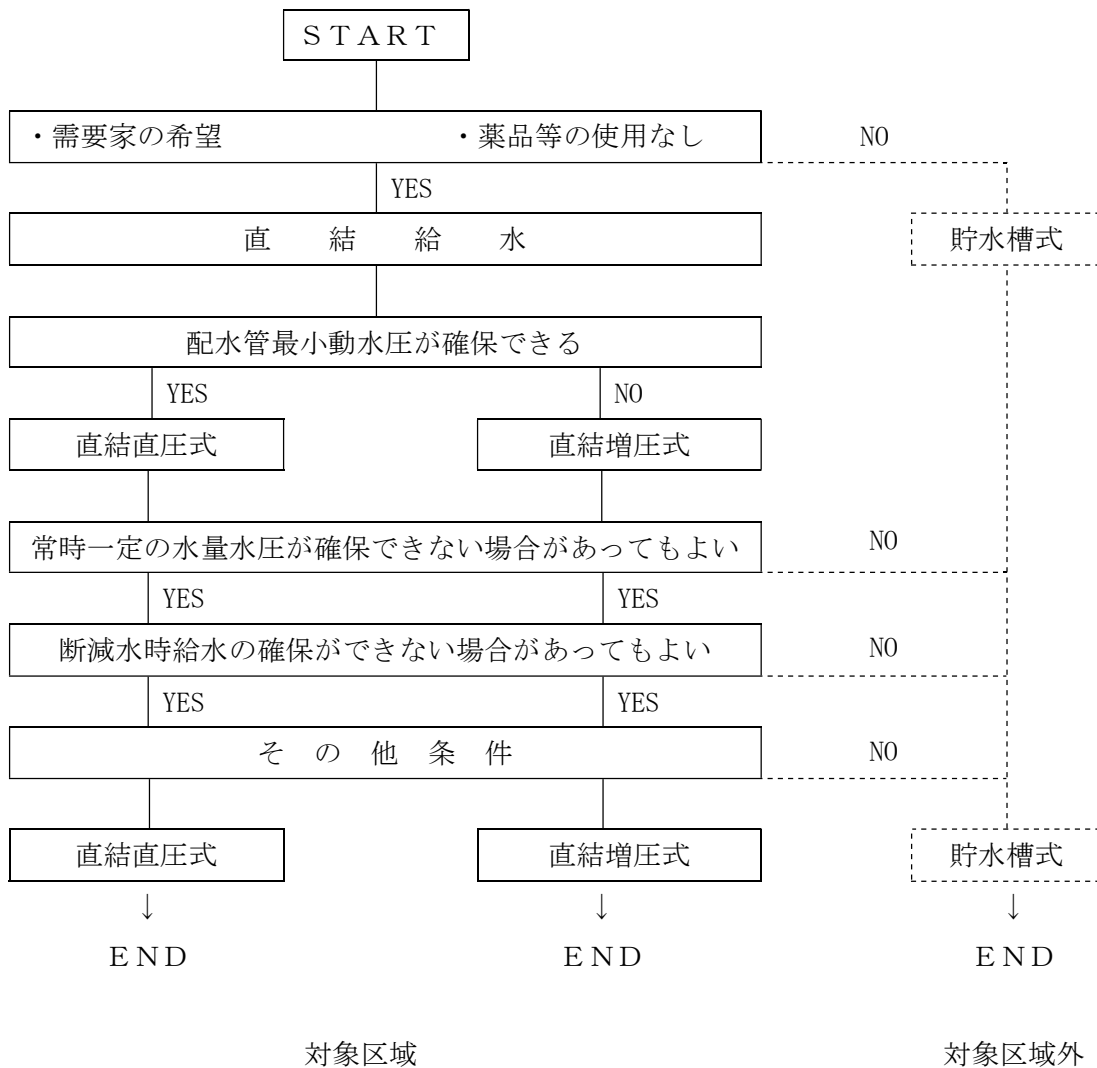 ＳＴＡＲＴ
・需要家の希望 ・薬品等の使用なし NO
YES
直 結 給 水 貯水槽式
配水管最小動水圧が確保できる
YES NO
直結直圧式 直結増圧式
常時一定の水量水圧が確保できない場合があってもよい NO
YES YES
断減水時給水の確保ができない場合があってもよい NO
YES YES
そ の 他 条 件 NO
直結直圧式 直結増圧式 貯水槽式
↓ ↓ ↓
ＥＮＤ ＥＮＤ ＥＮＤ
対象区域 対象区域外